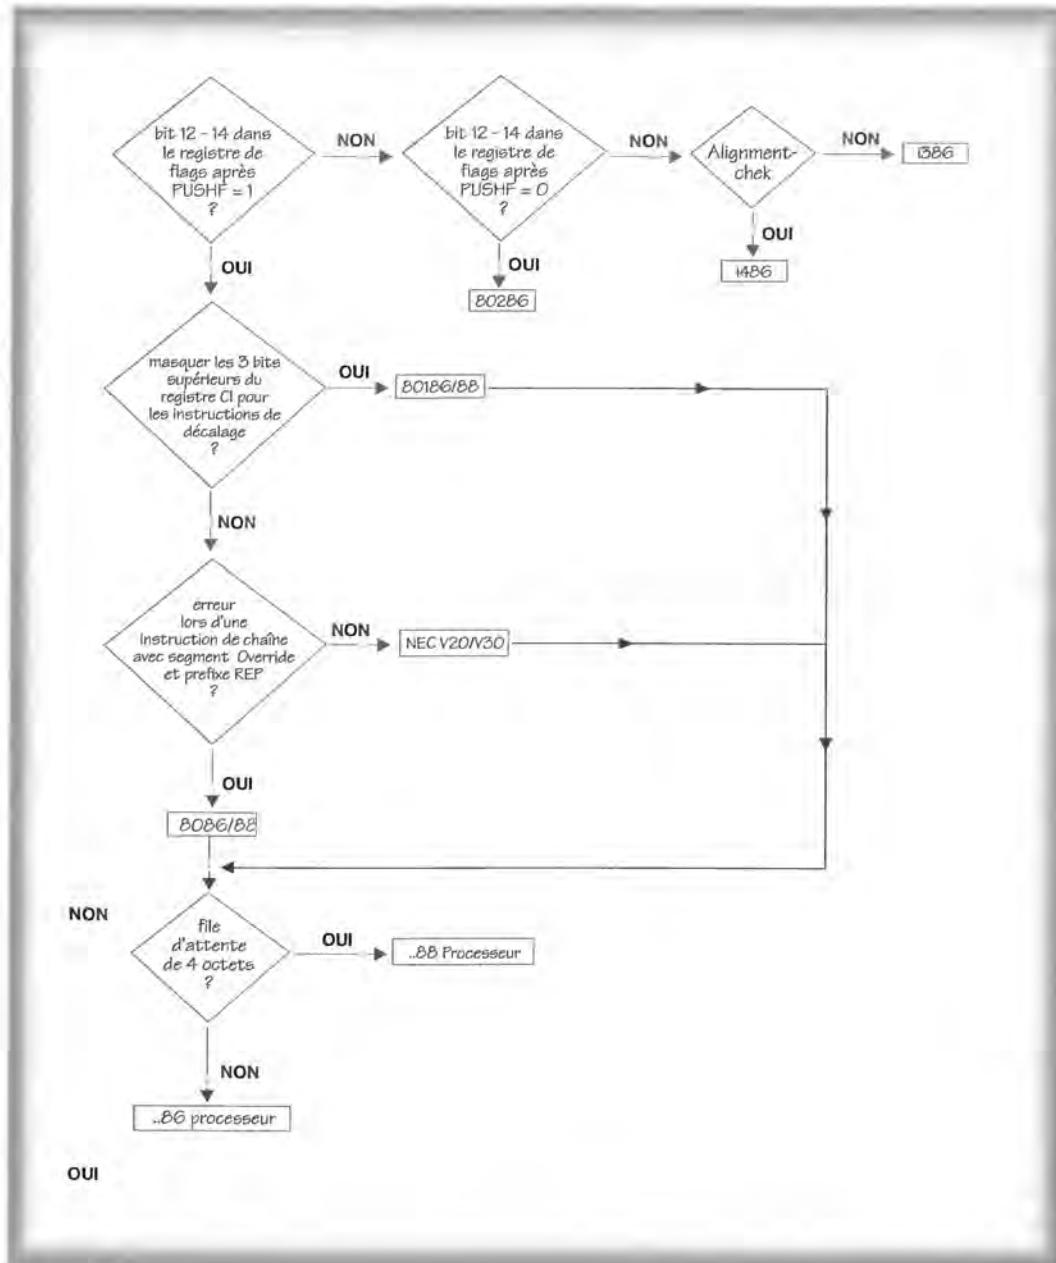 bit 12 - 14 dans
le registre de
flags après
PUSHF = 1
?
NON
bit 12 - 14 dans
le registre de
flags après
PUSHF = 0
?
NON
Alignment-
chek
NON
i386
OUI
OUI
OUI
80286
i486
masquer les 3 bits
supérieurs du
registre Cl pour
les instructions de
décalage
?
OUI
80186/88
NON
erreur
lors d'une
instruction de chaîne
avec segment Override
et prefixe REP
?
NON
NEC V20/V30
OUI
8086/88
NON
file
d'attente
de 4 octets
?
OUI
..88 Processeur
NON
..86 processeur
OUI